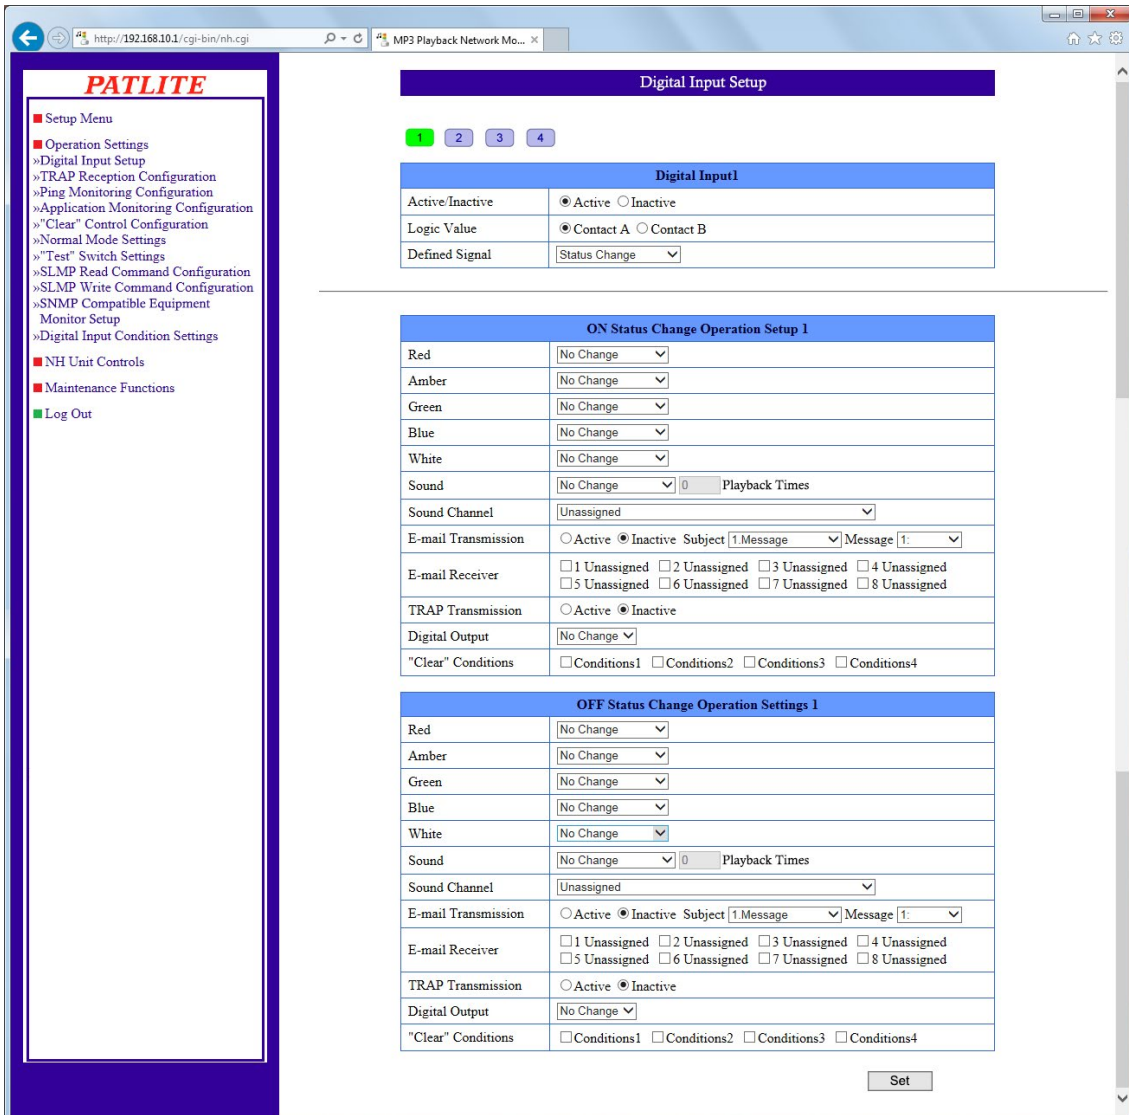 http://192.168.10.1/cgi-bin/nh.cgi
MP3 Playback Network Mo...
PATLITE
Setup Menu
Operation Settings
»Digital Input Setup
»TRAP Reception Configuration
»Ping Monitoring Configuration
»Application Monitoring Configuration
»"Clear" Control Configuration
»Normal Mode Settings
»"Test" Switch Settings
»SLMP Read Command Configuration
»SLMP Write Command Configuration
»SNMP Compatible Equipment
Monitor Setup
»Digital Input Condition Settings
NH Unit Controls
Maintenance Functions
Log Out
Digital Input Setup
1 2 3 4
Digital Input1
Active/Inactive Active Inactive
Logic Value Contact A Contact B
Defined Signal Status Change
ON Status Change Operation Setup 1
Red No Change
Amber No Change
Green No Change
Blue No Change
White No Change
Sound No Change 0 Playback Times
Sound Channel Unassigned
E-mail Transmission Active Inactive Subject 1.Message Message 1:
E-mail Receiver 1 Unassigned 2 Unassigned 3 Unassigned 4 Unassigned
5 Unassigned 6 Unassigned 7 Unassigned 8 Unassigned
TRAP Transmission Active Inactive
Digital Output No Change
"Clear" Conditions Conditions1 Conditions2 Conditions3 Conditions4
OFF Status Change Operation Settings 1
Red No Change
Amber No Change
Green No Change
Blue No Change
White No Change
Sound No Change 0 Playback Times
Sound Channel Unassigned
E-mail Transmission Active Inactive Subject 1.Message Message 1:
E-mail Receiver 1 Unassigned 2 Unassigned 3 Unassigned 4 Unassigned
5 Unassigned 6 Unassigned 7 Unassigned 8 Unassigned
TRAP Transmission Active Inactive
Digital Output No Change
"Clear" Conditions Conditions1 Conditions2 Conditions3 Conditions4
Set